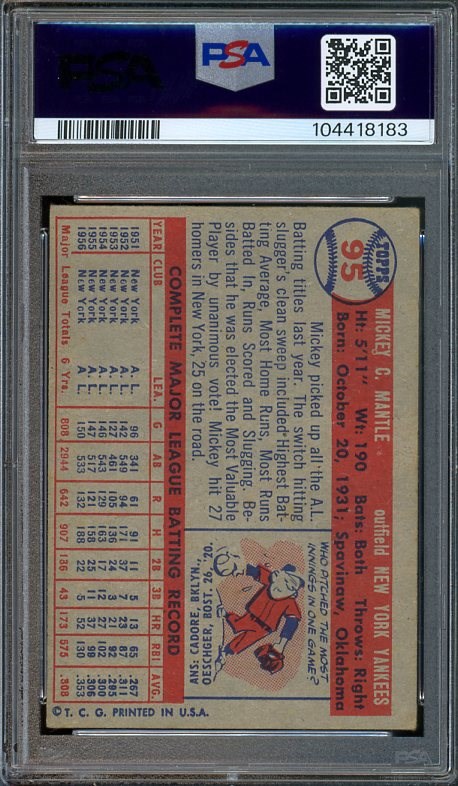 PSA
PSA
104418183
TOPPS
95
MICKEY C. MANTLE
outfield NEW YORK YANKEES
Ht: 5'11" Wt: 190 Bats: Both Throws: Right
Born: October 20, 1931; Spavinaw, Oklahoma
Mickey picked up all the A.L.
Batting titles last year. The switch hitting
slugger's clean sweep included highest Bat-
ting Average, Most Home Runs, Most Runs
Batted In, Runs Scored and Slugging. Be-
sides that he was elected the Most Valuable
Player by unanimous vote! Mickey hit 27
homers in New York, 25 on the road.
WHO PITCHED THE MOST
INNINGS IN ONE GAME?
ANS: CADORE, BKLYN.
OESCHGER, BOST. 26, '20.
COMPLETE MAJOR LEAGUE BATTING RECORD
YEAR CLUB LEA. G AB R H 2B 3B HR RBI AVG.
1951 New York A. L. 96 341 61 91 11 5 13 65 .267
1952 New York A. L. 142 549 94 171 37 7 23 87 .311
1953 New York A. L. 127 461 105 136 24 3 21 92
1954 New York A. L. 146 543 129 163 17 12 27 102 .300
1955 New York A. L. 147 517 121 158 25 11 37 99 .306
1956 New York A. L. 150 533 132 188 22 5 52 130 .353
Major League Totals 6 Yrs. 808 2944 642 907 136 43 173 575 .308
© T. C. G. PRINTED IN U.S.A.
PSA